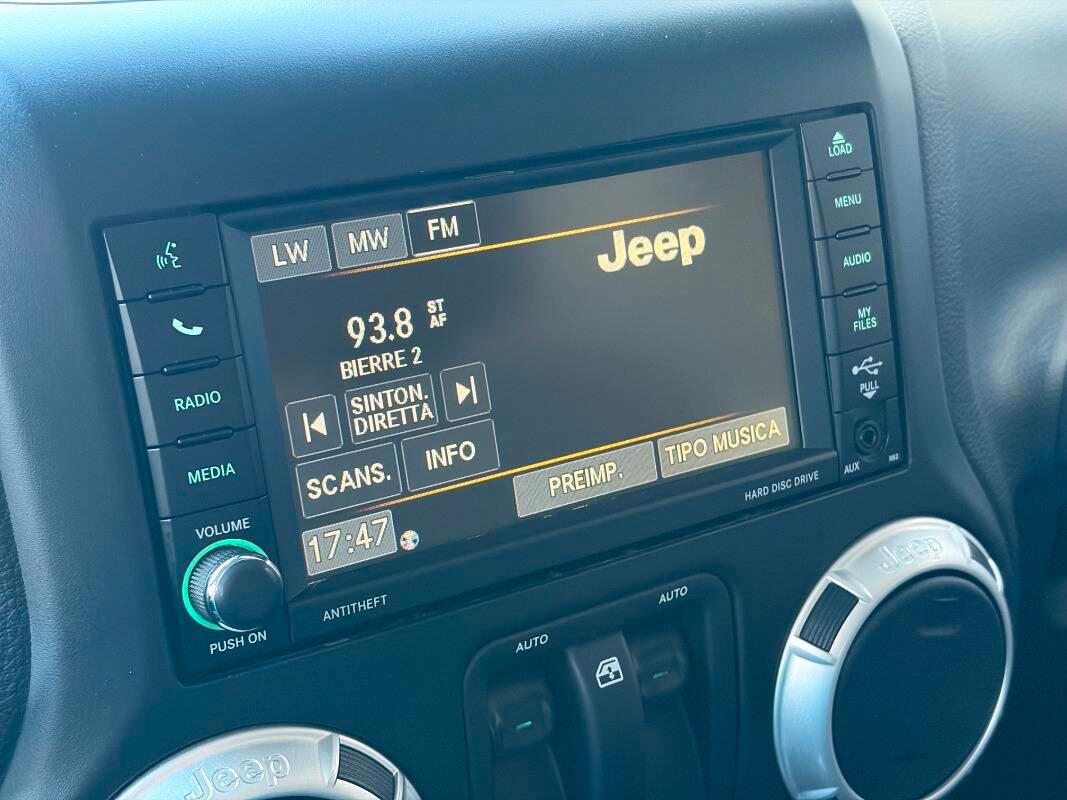 LW MW FM
Jeep
93.8 ST AF
BIERRE 2
SINTON. DIRETTA
SCANS. INFO
PREIMP. TIPO MUSICA
17:47
RADIO
MEDIA
VOLUME
PUSH ON
ANTITHEFT
HARD DISC DRIVE
LOAD
MENU
AUDIO
MY
FILES
PULL
AUX RB2
AUTO AUTO
Jeep
Jeep